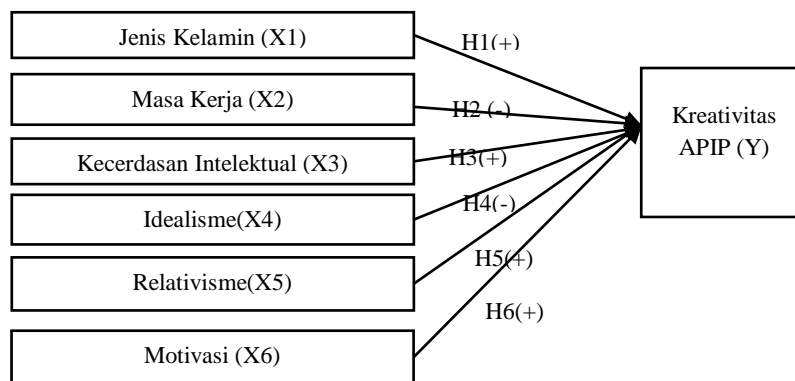 Jenis Kelamin (X1)
H1(+)
Masa Kerja (X2)
H2 (-)
Kreativitas
APIP (Y)
Kecerdasan Intelektual (X3)
H3(+)
Idealisme(X4)
H4(-)
Relativisme(X5)
H5(+)
H6(+)
Motivasi (X6)